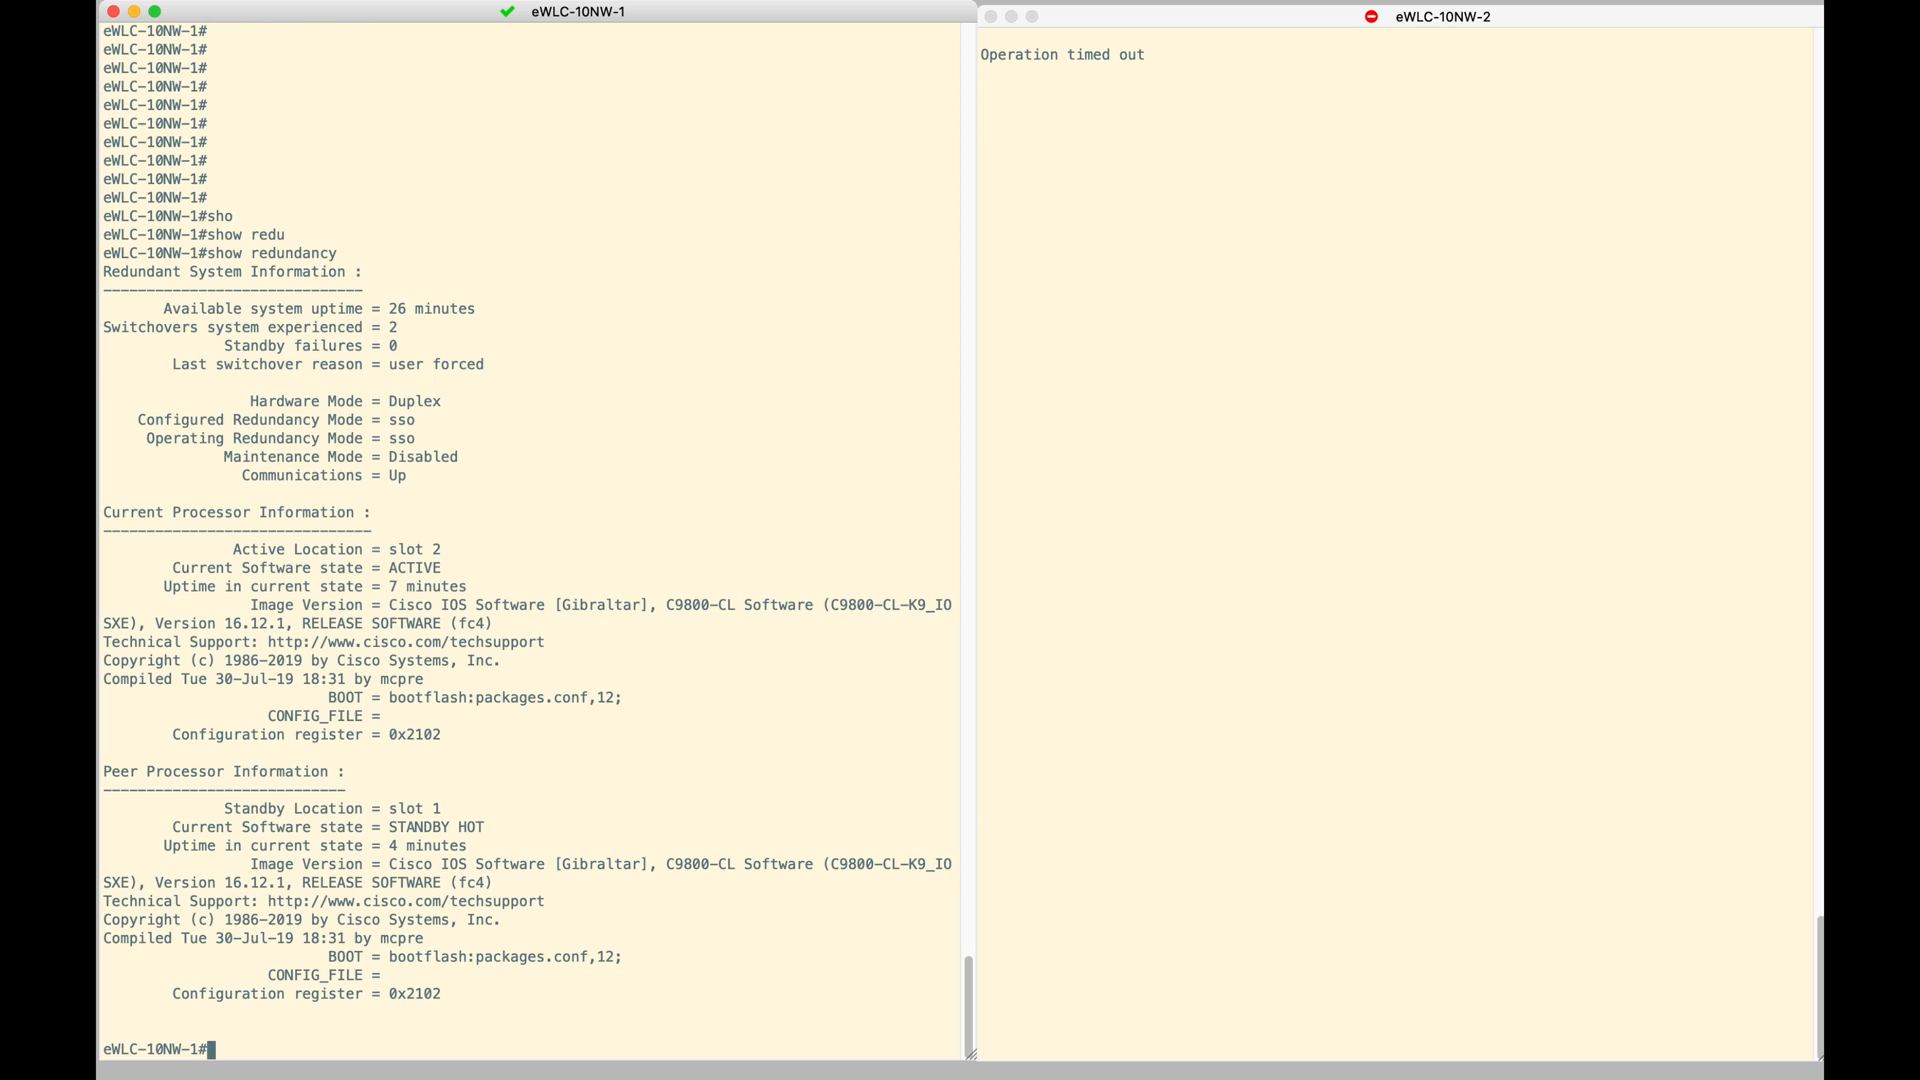 eWLC-10NW-1
eWLC-10NW-1#
eWLC-10NW-1#
eWLC-10NW-1#
eWLC-10NW-1#
eWLC-10NW-1#
eWLC-10NW-1#
eWLC-10NW-1#
eWLC-10NW-1#
eWLC-10NW-1#
eWLC-10NW-1#
eWLC-10NW-1#sho
eWLC-10NW-1#show redu
eWLC-10NW-1#show redundancy
Redundant System Information :
------------------------------
Available system uptime = 26 minutes
Switchovers system experienced = 2
Standby failures = 0
Last switchover reason = user forced
Hardware Mode = Duplex
Configured Redundancy Mode = sso
Operating Redundancy Mode = sso
Maintenance Mode = Disabled
Communications = Up
Current Processor Information :
-------------------------------
Active Location = slot 2
Current Software state = ACTIVE
Uptime in current state = 7 minutes
Image Version = Cisco IOS Software [Gibraltar], C9800-CL Software (C9800-CL-K9_IO
SXE), Version 16.12.1, RELEASE SOFTWARE (fc4)
Technical Support: http://www.cisco.com/techsupport
Copyright (c) 1986-2019 by Cisco Systems, Inc.
Compiled Tue 30-Jul-19 18:31 by mcpre
BOOT = bootflash:packages.conf,12;
CONFIG_FILE =
Configuration register = 0x2102
Peer Processor Information :
----------------------------
Standby Location = slot 1
Current Software state = STANDBY HOT
Uptime in current state = 4 minutes
Image Version = Cisco IOS Software [Gibraltar], C9800-CL Software (C9800-CL-K9_IO
SXE), Version 16.12.1, RELEASE SOFTWARE (fc4)
Technical Support: http://www.cisco.com/techsupport
Copyright (c) 1986-2019 by Cisco Systems, Inc.
Compiled Tue 30-Jul-19 18:31 by mcpre
BOOT = bootflash:packages.conf,12;
CONFIG_FILE =
Configuration register = 0x2102
eWLC-10NW-1#
eWLC-10NW-2
Operation timed out